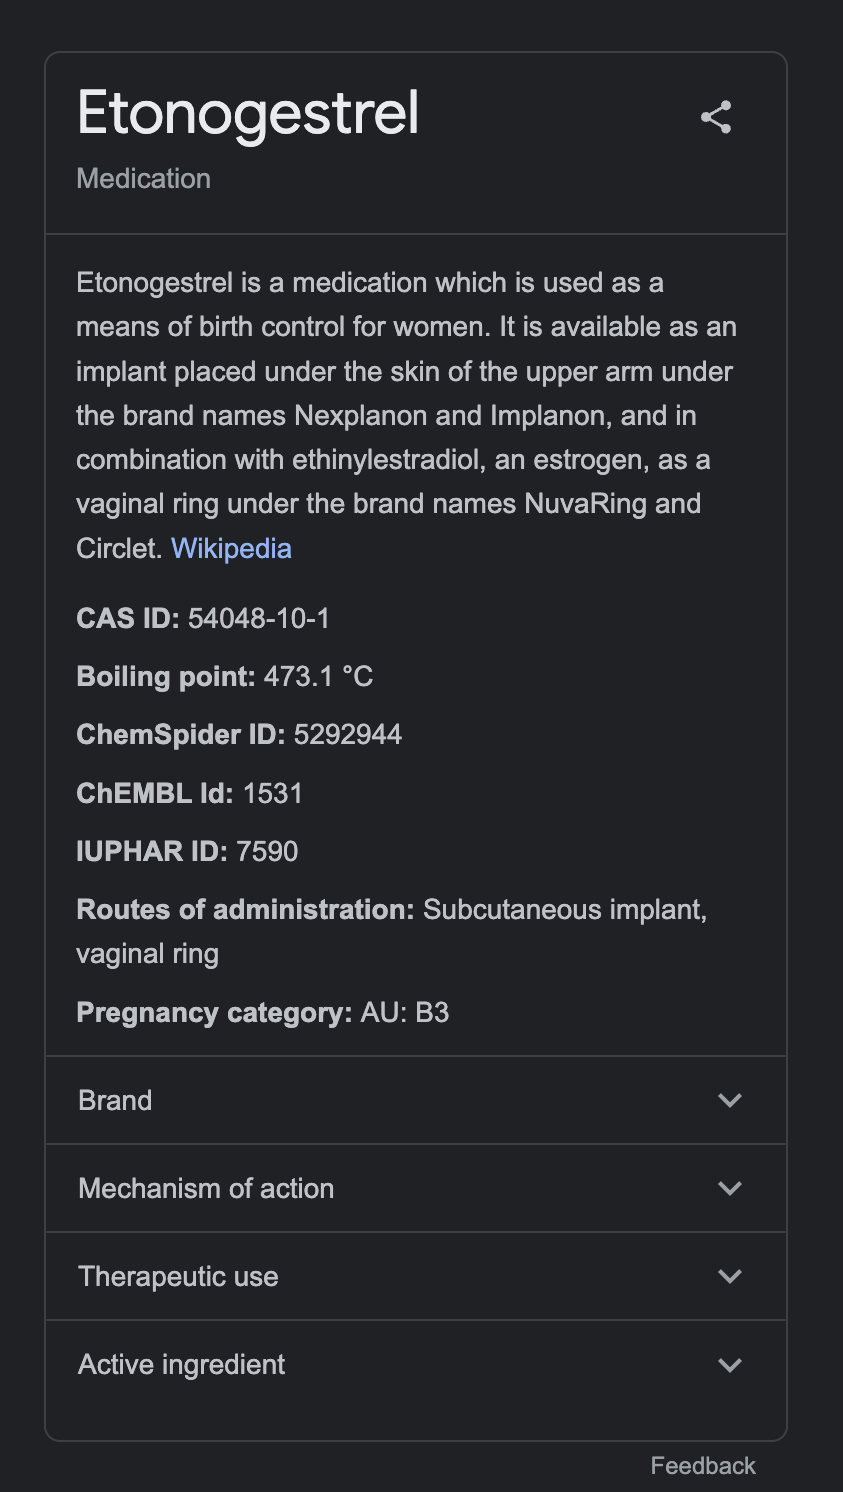 Etonogestrel
Medication
Etonogestrel is a medication which is used as a
means of birth control for women. It is available as an
implant placed under the skin of the upper arm under
the brand names Nexplanon and Implanon, and in
combination with ethinylestradiol, an estrogen, as a
vaginal ring under the brand names NuvaRing and
Circlet. Wikipedia
CAS ID: 54048-10-1
Boiling point: 473.1 °C
ChemSpider ID: 5292944
ChEMBL Id: 1531
IUPHAR ID: 7590
Routes of administration: Subcutaneous implant,
vaginal ring
Pregnancy category: AU: B3
Brand
Mechanism of action
Therapeutic use
Active ingredient
Feedback